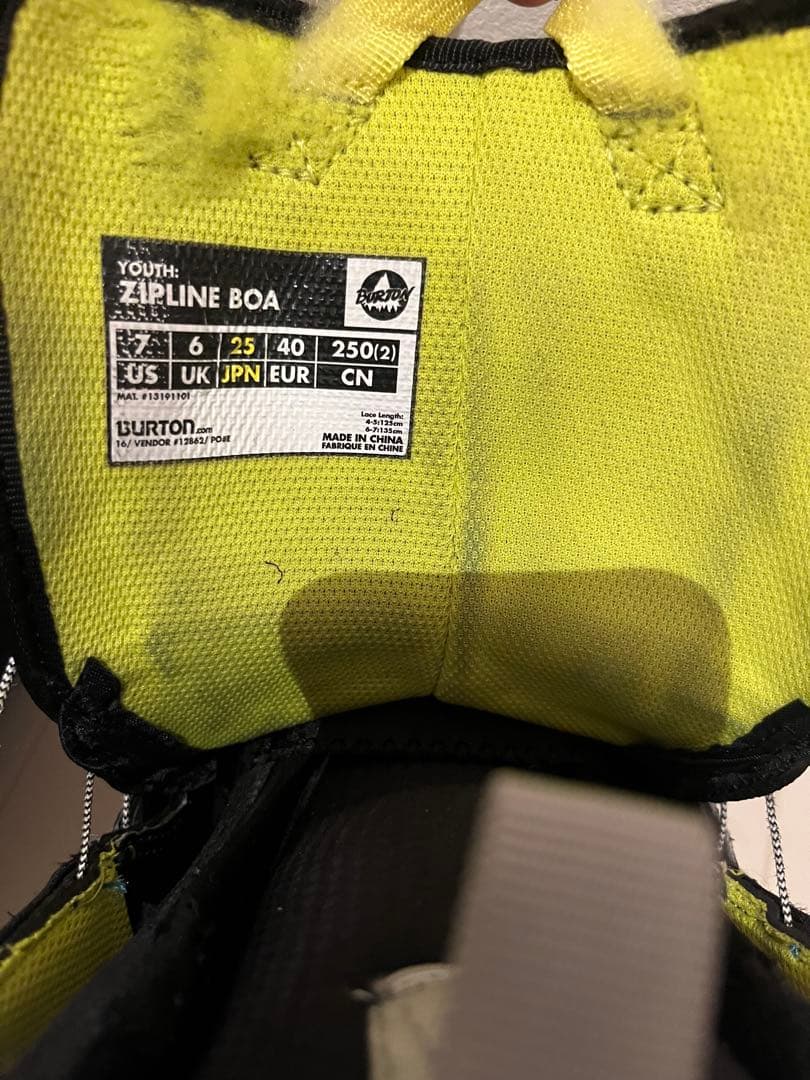 YOUTH:
ZIPLINE BOA
BURTON
7 6 25 40 250(2)
US UK JPN EUR CN
MAT. #13191101
Lace Length:
4-5:125cm
6-7:135cm
BURTON.com
MADE IN CHINA
16/ VENDOR #12862/ PO#E
FABRIQUE EN CHINE